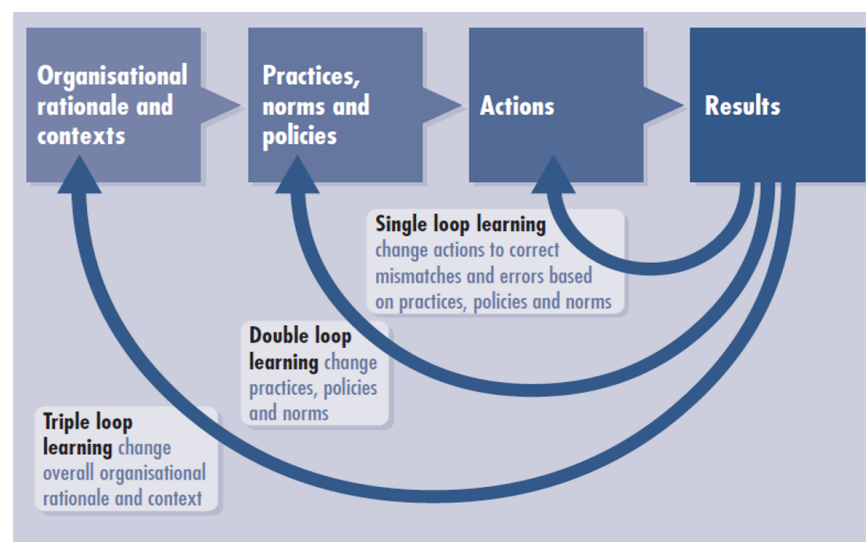 Organisational
rationale and
contexts
Practices,
norms and
policies
Actions
Results
Single loop learning
change actions to correct
mismatches and errors based
on practices, policies and norms
Double loop
learning change
practices, policies
and norms
Triple loop
learning change
overall organisational
rationale and context